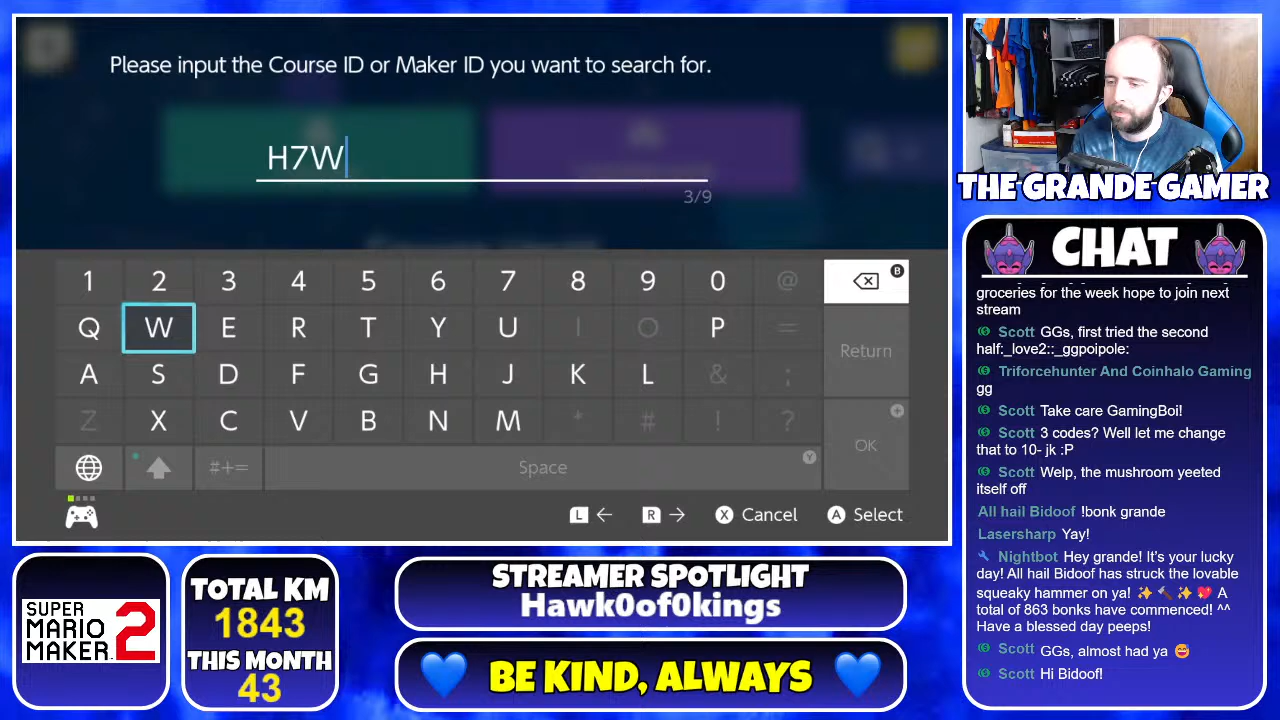 Please input the Course ID or Maker ID you want to search for.
H7W
3/9
1 2 3 4 5 6 7 8 9 0 @
Q W E R T Y U I O P =
A S D F G H J K L & ;
Z X C V B N M * # ! ?
#+= Space
B
Return
+
OK
Y
L ← R → X Cancel A Select
THE GRANDE GAMER
CHAT
groceries for the week hope to join next
stream
Scott GGs, first tried the second
half:_love2::_ggpoipole:
Triforcehunter And Coinhalo Gaming
gg
Scott Take care GamingBoi!
Scott 3 codes? Well let me change
that to 10- jk :P
Scott Welp, the mushroom yeeted
itself off
All hail Bidoof !bonk grande
Lasersharp Yay!
Nightbot Hey grande! It's your lucky
day! All hail Bidoof has struck the lovable
squeaky hammer on ya! ✨🔨✨💖 A
total of 863 bonks have commenced! ^^
Have a blessed day peeps!
Scott GGs, almost had ya 😅
Scott Hi Bidoof!
SUPER
MARIO
MAKER 2
TOTAL KM
1843
THIS MONTH
43
STREAMER SPOTLIGHT
Hawk0of0kings
💙 BE KIND, ALWAYS 💙